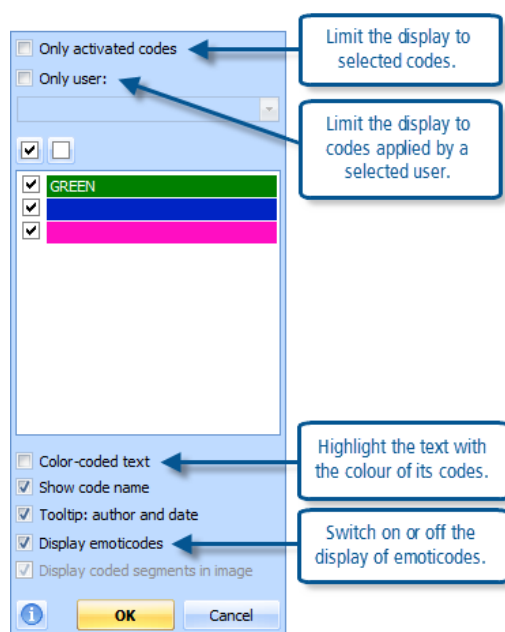 Only activated codes
Only user:
GREEN
Color-coded text
Show code name
Tooltip: author and date
Display emoticodes
Display coded segments in image
OK
Cancel
Limit the display to
selected codes.
Limit the display to
codes applied by a
selected user.
Highlight the text with
the colour of its codes.
Switch on or off the
display of emoticodes.